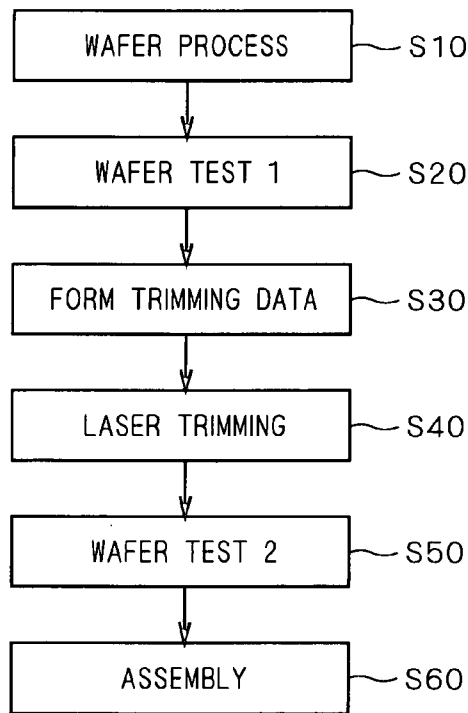 WAFER PROCESS S10
WAFER TEST 1 S20
FORM TRIMMING DATA S30
LASER TRIMMING S40
WAFER TEST 2 S50
ASSEMBLY S60